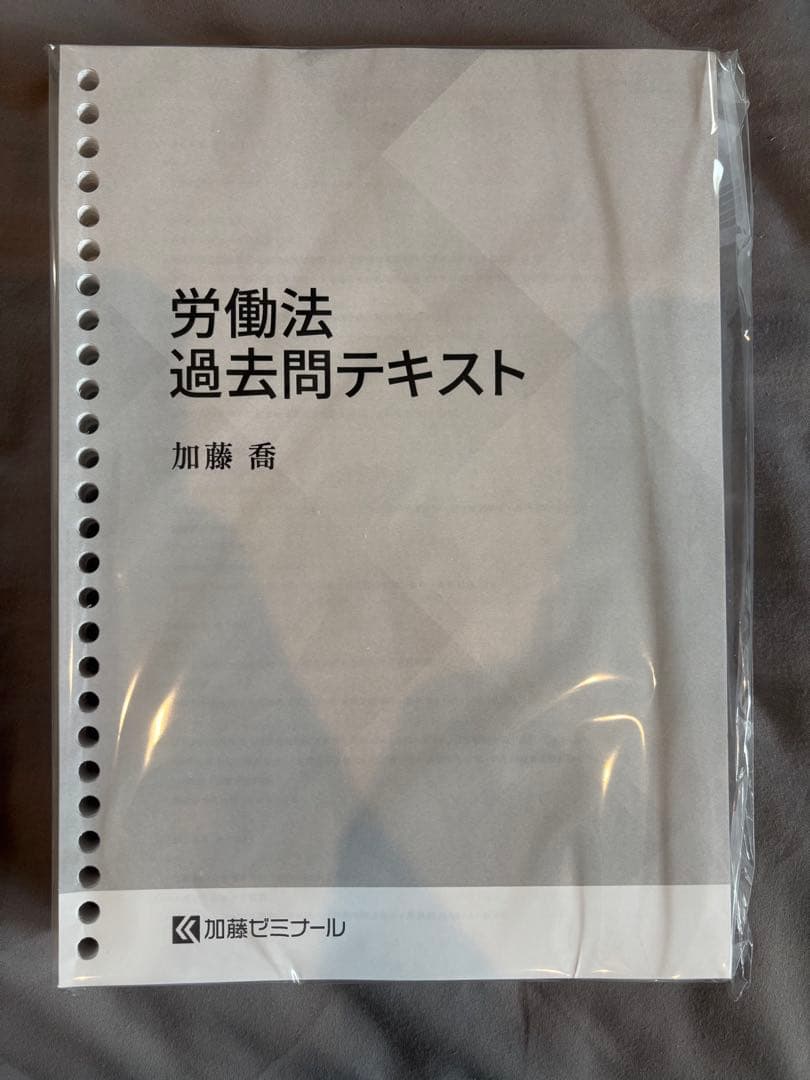 労働法
過去問テキスト
加藤 喬
加藤ゼミナール